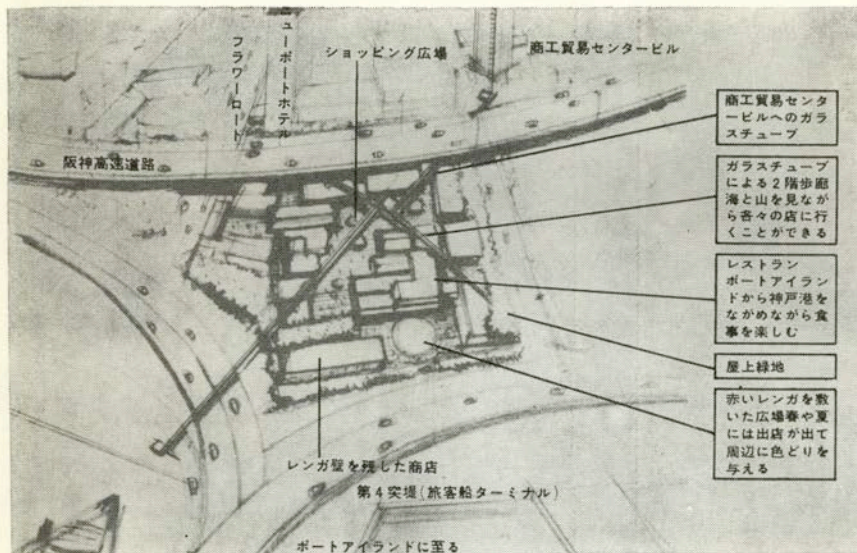 フラワーロート
ニューポートホテル
ショッピング広場
商工貿易センタービル
阪神高速道路
商工貿易センタ
ービルへのガラ
スチューブ
ガラスチューブ
による2階歩廊
海と山を見なが
ら各々の店に行
くことができる
レストラン
ポートアイラン
ドから神戸港を
ながめながら食
事を楽しむ
屋上緑地
赤いレンガを敷
いた広場春や夏
には出店が出て
周辺に色どりを
与える
レンガ壁を残した商店
第4突堤(旅客船ターミナル)
ポートアイランドに至る